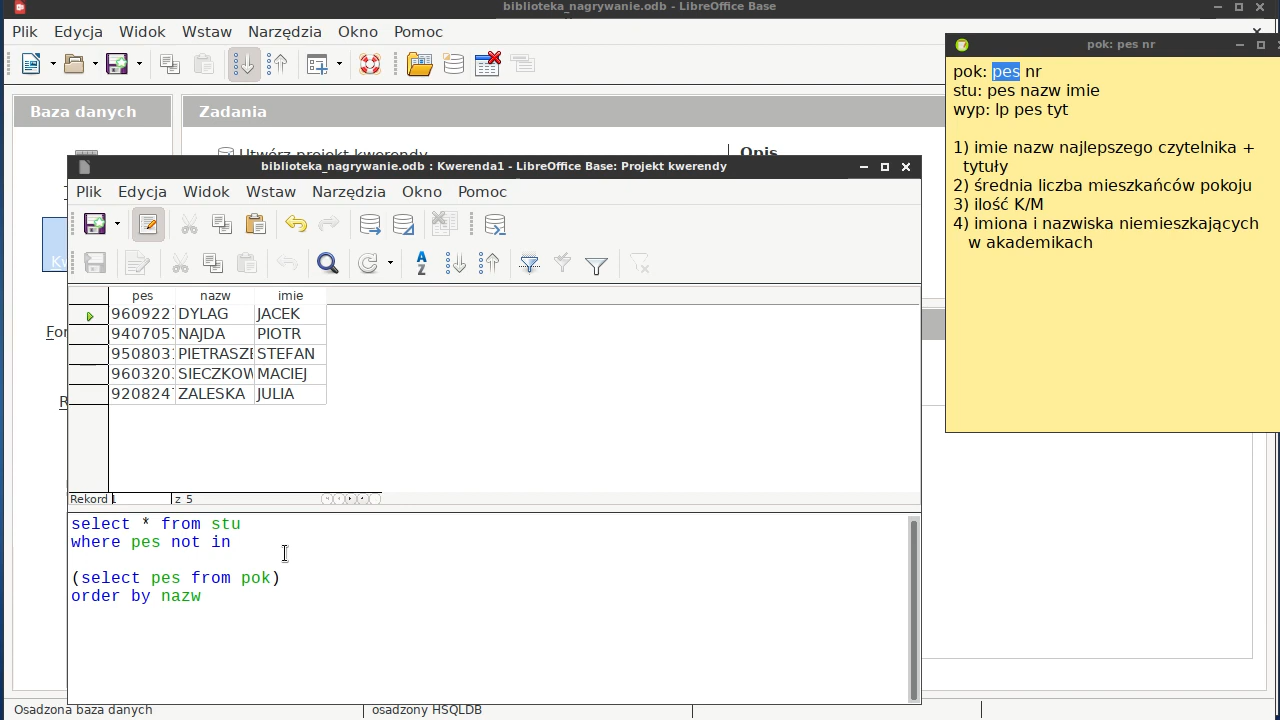 biblioteka_nagrywanie.odb - LibreOffice Base
Plik Edycja Widok Wstaw Narzędzia Okno Pomoc
Baza danych
Zadania
Utwórz projekt kwerendy
Opis
biblioteka_nagrywanie.odb : Kwerenda1 - LibreOffice Base: Projekt kwerendy
Plik Edycja Widok Wstaw Narzędzia Okno Pomoc
pes nazw imie
960922 DYLAG JACEK
940705 NAJDA PIOTR
950803 PIETRASZE STEFAN
960320 SIECZKOW MACIEJ
920824 ZALESKA JULIA
Rekord 1 z 5
select * from stu
where pes not in
(select pes from pok)
order by nazw
pok: pes nr
pok: pes nr
stu: pes nazw imie
wyp: lp pes tyt
1) imie nazw najlepszego czytelnika +
tytuły
2) średnia liczba mieszkańców pokoju
3) ilość K/M
4) imiona i nazwiska niemieszkających
w akademikach
Osadzona baza danych
osadzony HSQLDB